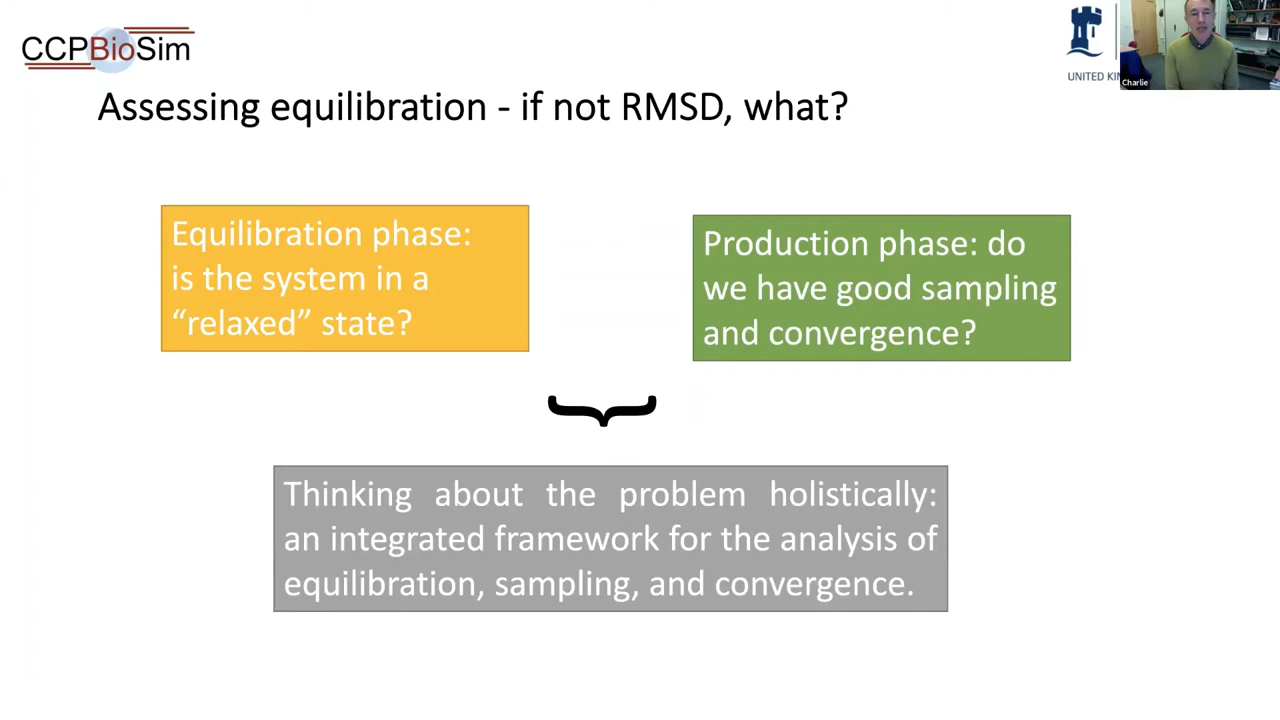 CCPBioSim
UNITED KIN
Charlie
Assessing equilibration - if not RMSD, what?
Equilibration phase:
is the system in a
“relaxed” state?
Production phase: do
we have good sampling
and convergence?
Thinking about the problem holistically:
an integrated framework for the analysis of
equilibration, sampling, and convergence.